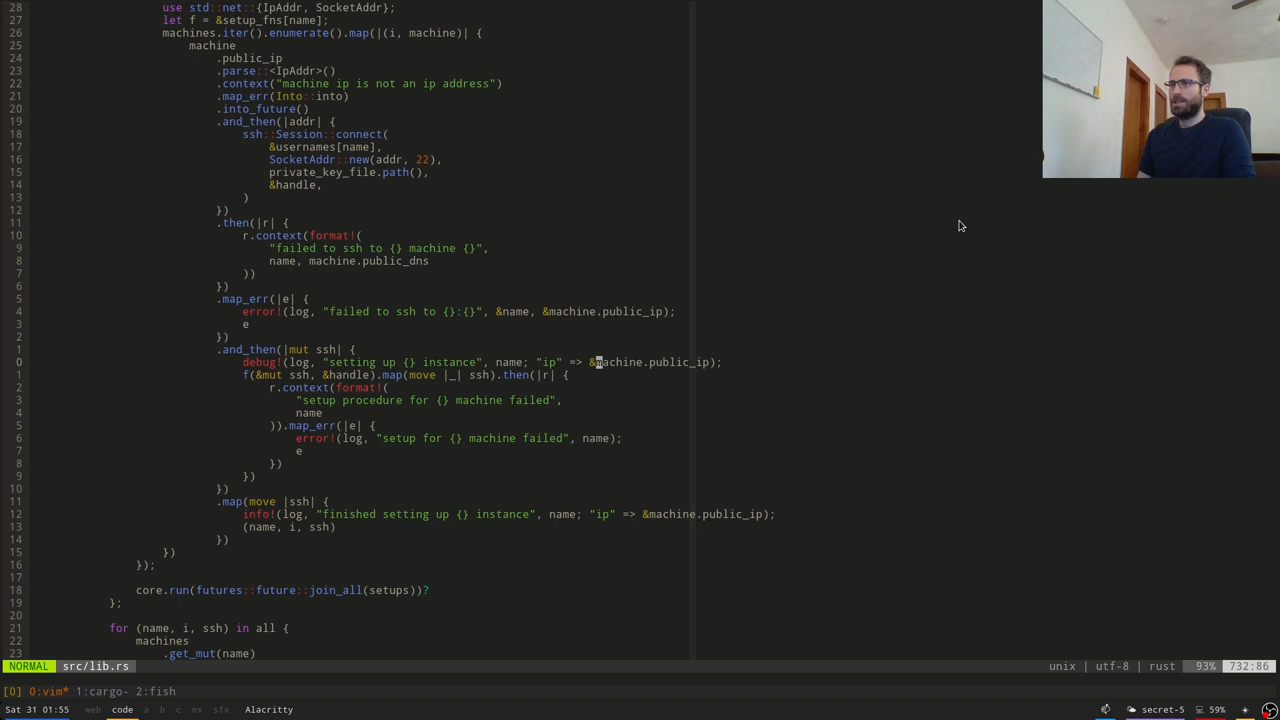 28                     use std::net::{IpAddr, SocketAddr};
27                     let f = &setup_fns[name];
26                     machines.iter().enumerate().map(|(i, machine)| {
25                         machine
24                             .public_ip
23                             .parse::<IpAddr>()
22                             .context("machine ip is not an ip address")
21                             .map_err(Into::into)
20                             .into_future()
19                             .and_then(|addr| {
18                                 ssh::Session::connect(
17                                     &usernames[name],
16                                     SocketAddr::new(addr, 22),
15                                     private_key_file.path(),
14                                     &handle,
13                                 )
12                             })
11                             .then(|r| {
10                                 r.context(format!(
9                                     "failed to ssh to {} machine {}",
8                                     name, machine.public_dns
7                                 ))
6                             })
5                             .map_err(|e| {
4                                 error!(log, "failed to ssh to {}:{}", &name, &machine.public_ip);
3                                 e
2                             })
1                             .and_then(|mut ssh| {
0                                 debug!(log, "setting up {} instance", name; "ip" => &machine.public_ip);
1                                 f(&mut ssh, &handle).map(move |_| ssh).then(|r| {
2                                     r.context(format!(
3                                         "setup procedure for {} machine failed",
4                                         name
5                                     )).map_err(|e| {
6                                         error!(log, "setup for {} machine failed", name);
7                                         e
8                                     })
9                                 })
10                             })
11                             .map(move |ssh| {
12                                 info!(log, "finished setting up {} instance", name; "ip" => &machine.public_ip);
13                                 (name, i, ssh)
14                             })
15                     })
16                 });
17
18                 core.run(futures::future::join_all(setups))?
19             };
20
21             for (name, i, ssh) in all {
22                 machines
23                     .get_mut(name)
NORMAL src/lib.rs unix | utf-8 | rust 93% 732:86
[0] 0:vim* 1:cargo- 2:fish
Sat 31 01:55 web code a b c mx sfx Alacritty secret-5 59%